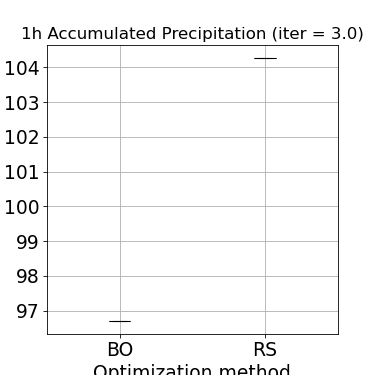 1h Accumulated Precipitation (iter = 3.0)
104
103
102
101
100
99
98
97
BO RS
Optimization method